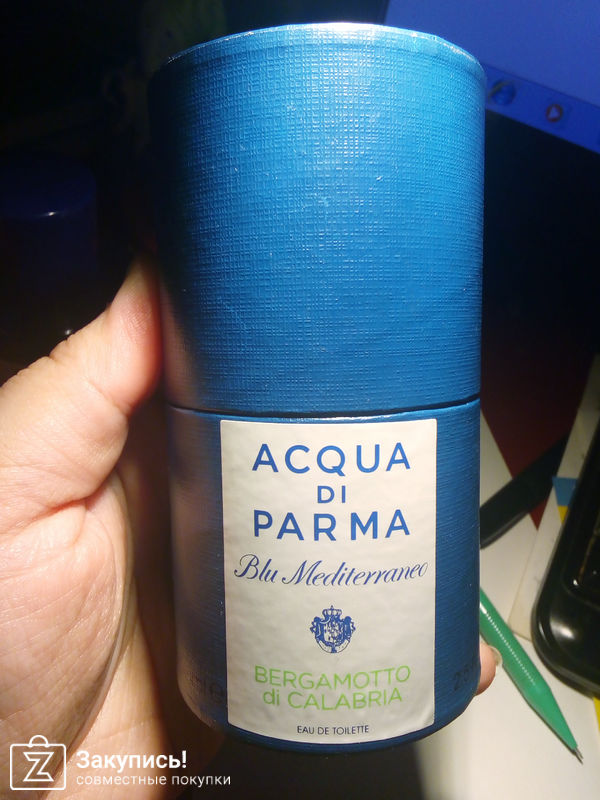 ACQUA
DI
PARMA
Blu Mediterraneo
BERGAMOTTO
di CALABRIA
EAU DE TOILETTE
Закупись!
совместные покупки